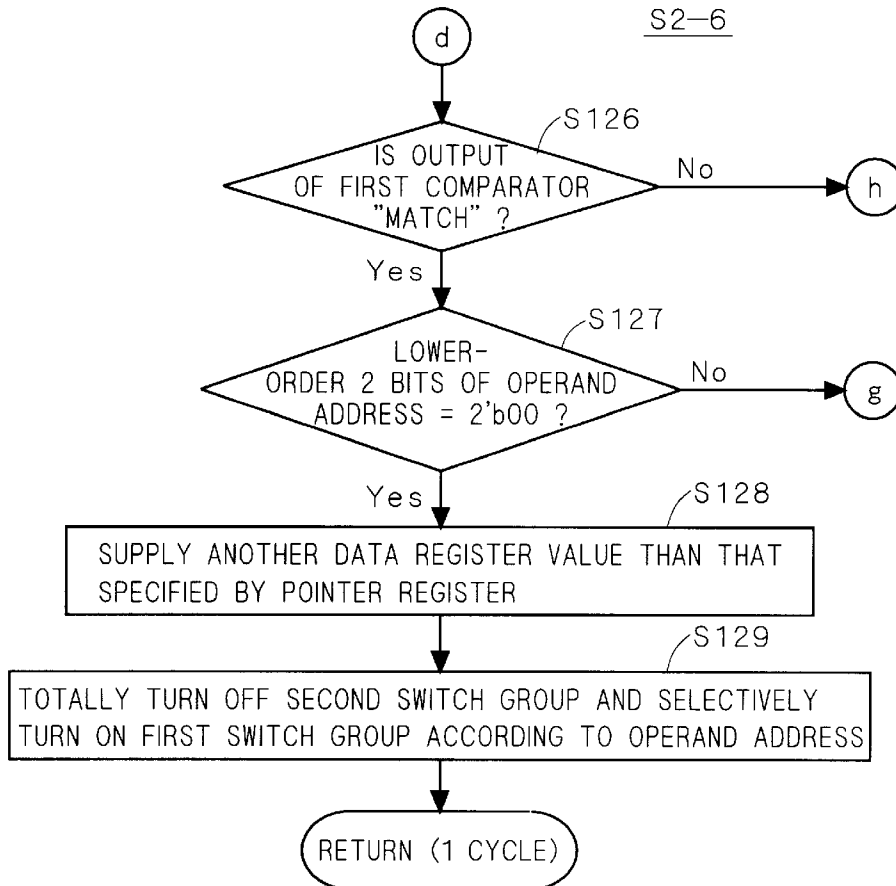 S2-6
d
S126
IS OUTPUT
OF FIRST COMPARATOR
"MATCH" ?
No
h
Yes
S127
LOWER-
ORDER 2 BITS OF OPERAND
ADDRESS = 2'b00 ?
No
g
Yes
S128
SUPPLY ANOTHER DATA REGISTER VALUE THAN THAT
SPECIFIED BY POINTER REGISTER
S129
TOTALLY TURN OFF SECOND SWITCH GROUP AND SELECTIVELY
TURN ON FIRST SWITCH GROUP ACCORDING TO OPERAND ADDRESS
RETURN (1 CYCLE)